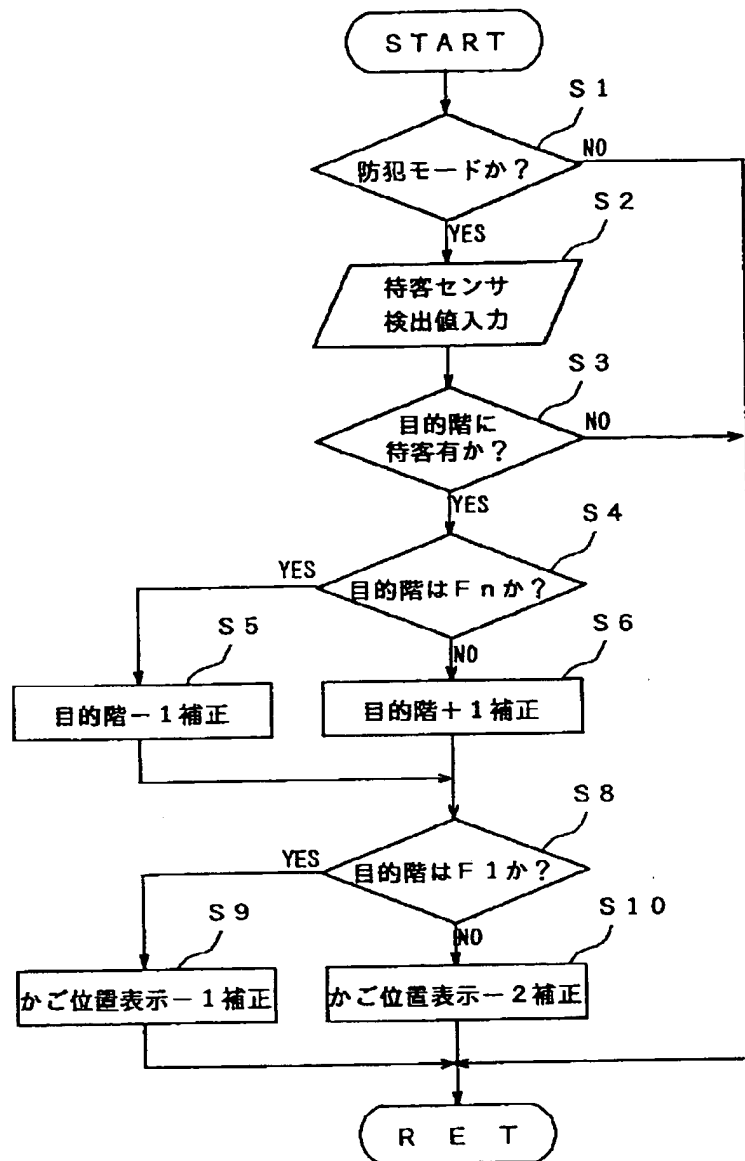 START
S1
防犯モードか？
NO
YES
S2
待客センサ
検出値入力
S3
目的階に
待客有か？
NO
YES
S4
YES
目的階はFnか？
NO
S5
S6
目的階－1補正
目的階＋1補正
S8
YES
目的階はF1か？
NO
S9
S10
かご位置表示－1補正
かご位置表示－2補正
RET